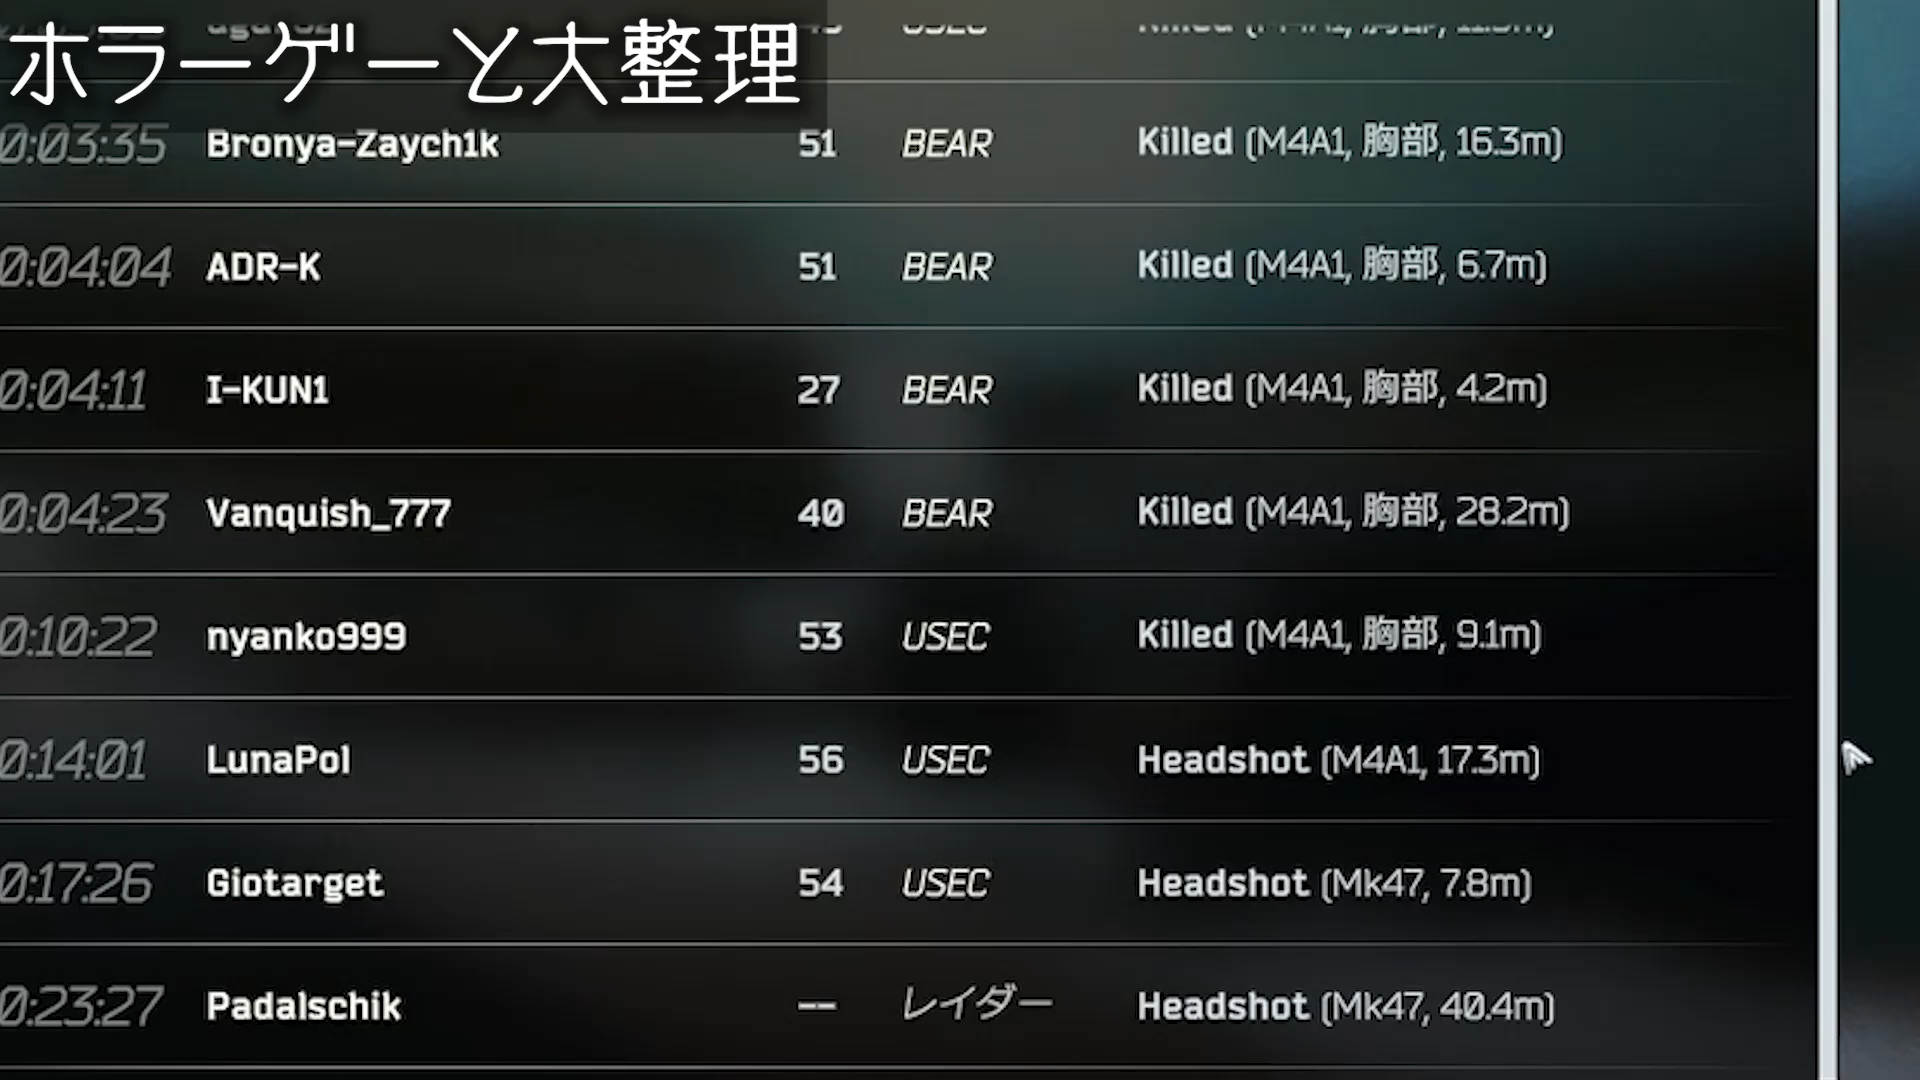 ホラーゲーと大整理
0:03:35 Bronya-Zaych1k 51 BEAR Killed (M4A1, 胸部, 16.3m)
0:04:04 ADR-K 51 BEAR Killed (M4A1, 胸部, 6.7m)
0:04:11 I-KUN1 27 BEAR Killed (M4A1, 胸部, 4.2m)
0:04:23 Vanquish_777 40 BEAR Killed (M4A1, 胸部, 28.2m)
0:10:22 nyanko999 53 USEC Killed (M4A1, 胸部, 9.1m)
0:14:01 LunaPol 56 USEC Headshot (M4A1, 17.3m)
0:17:26 Giotarget 54 USEC Headshot (Mk47, 7.8m)
0:23:27 Padalschik -- レイダー Headshot (Mk47, 40.4m)